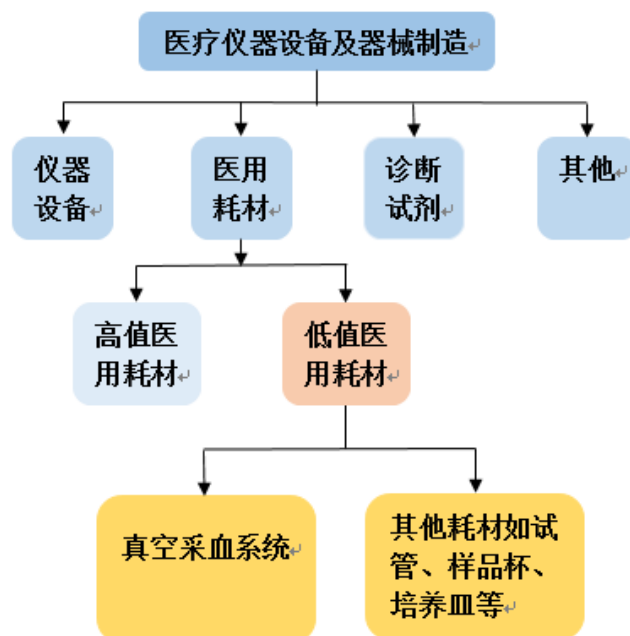 医疗仪器设备及器械制造
仪器
设备
医用
耗材
诊断
试剂
其他
高值医
用耗材
低值医
用耗材
真空采血系统
其他耗材如试
管、样品杯、
培养皿等